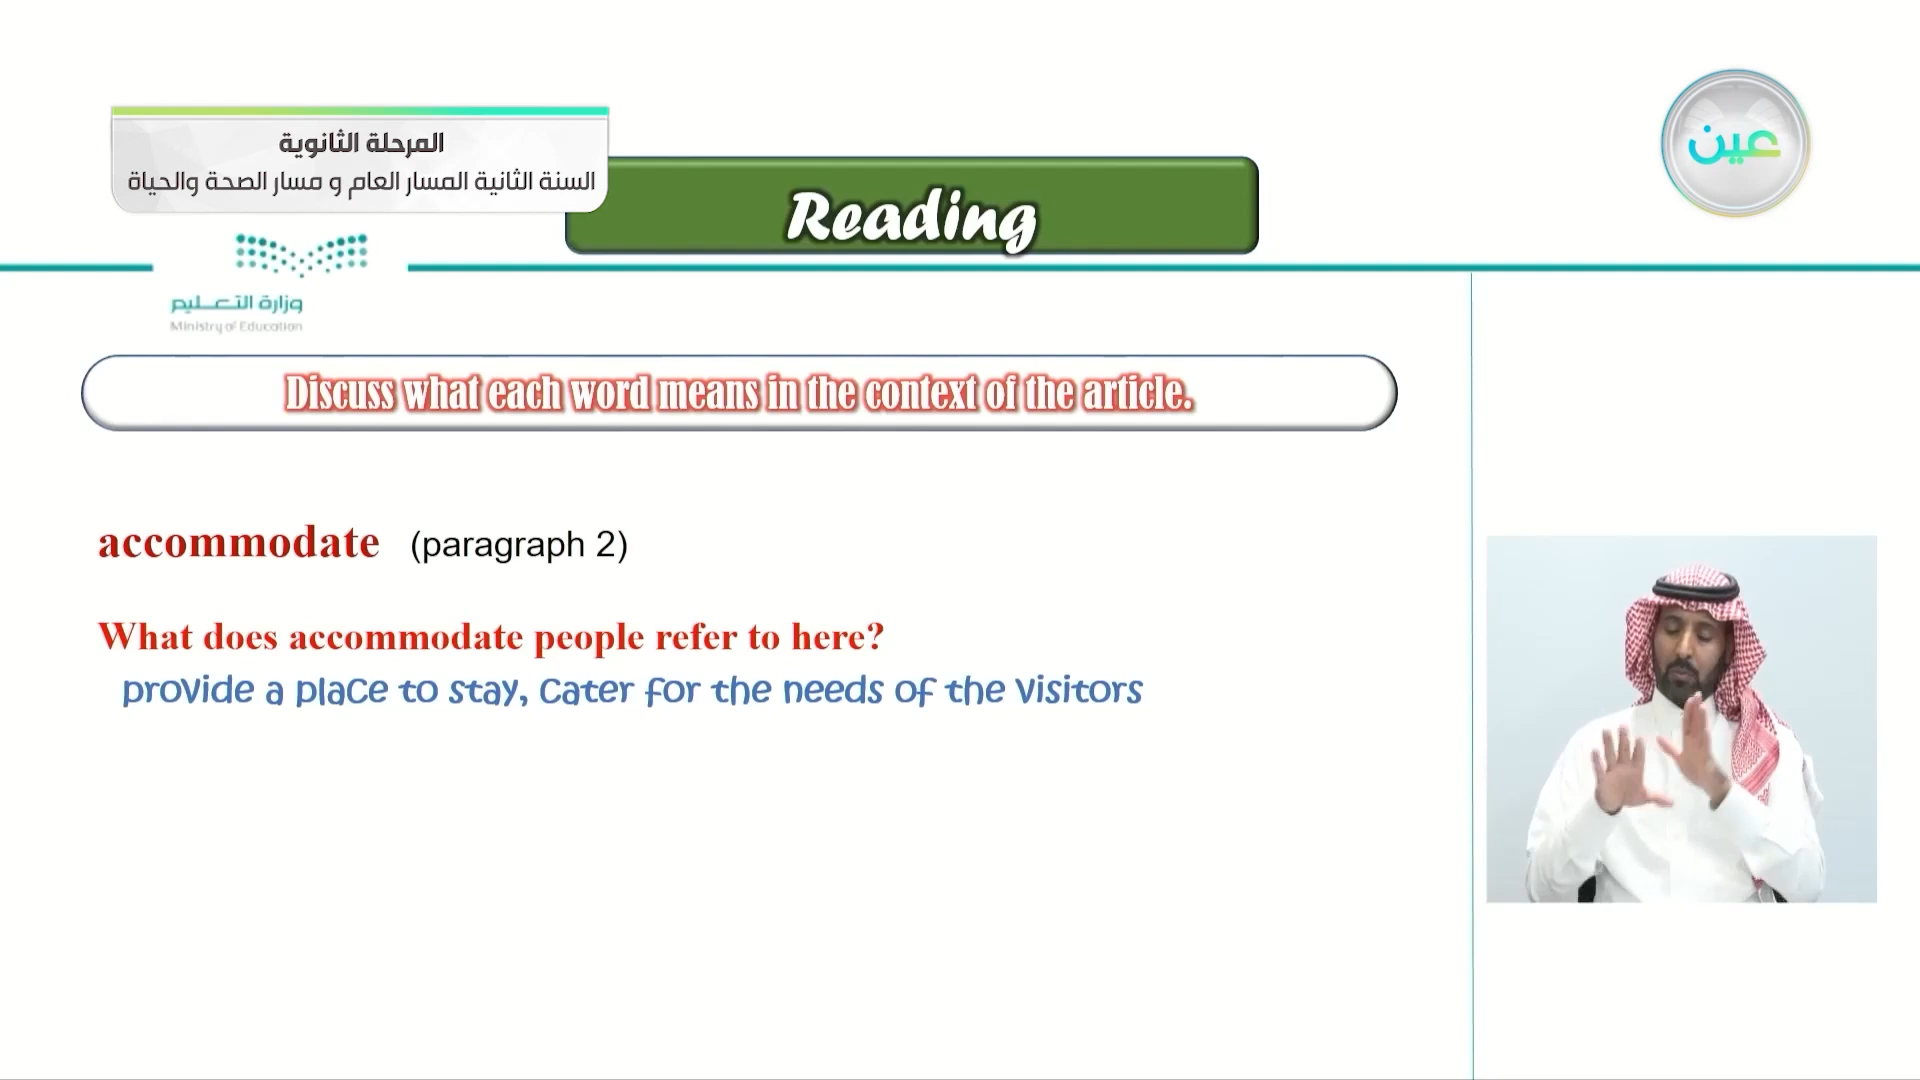 المرحلة الثانوية
السنة الثانية المسار العام و مسار الصحة والحياة
عين
Reading
وزارة التعليم
Ministry of Education
Discuss what each word means in the context of the article.
accommodate (paragraph 2)
What does accommodate people refer to here?
provide a place to stay, cater for the needs of the visitors